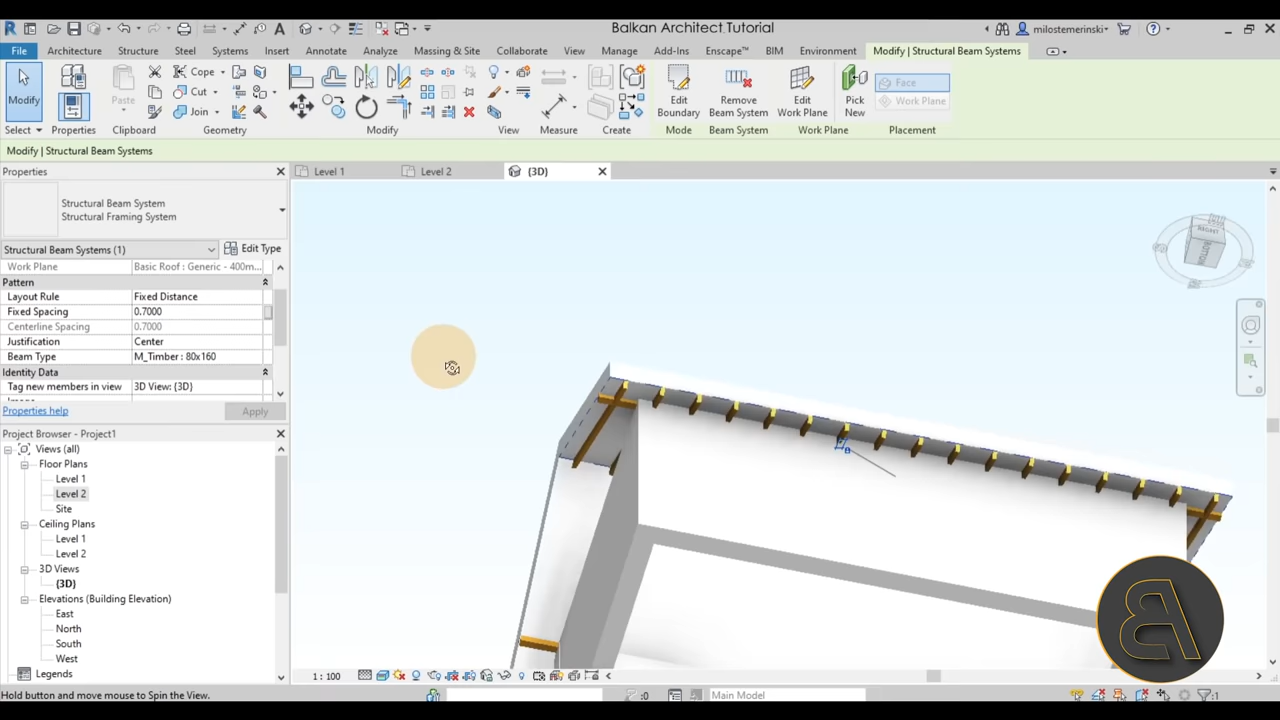 Balkan Architect Tutorial
milostemerinski
File
Architecture
Structure
Steel
Systems
Insert
Annotate
Analyze
Massing & Site
Collaborate
View
Manage
Add-Ins
Enscape™
BIM
Environment
Modify | Structural Beam Systems
Modify
Properties
Paste
Cope
Cut
Join
Edit
Boundary
Remove
Beam System
Edit
Work Plane
Pick
New
Face
Work Plane
Select
Properties
Clipboard
Geometry
Modify
View
Measure
Create
Mode
Beam System
Work Plane
Placement
Modify | Structural Beam Systems
Properties
Level 1
Level 2
(3D)
Structural Beam System
Structural Framing System
Structural Beam Systems (1)
Edit Type
Work Plane
Basic Roof : Generic - 400m...
Pattern
Layout Rule
Fixed Distance
Fixed Spacing
0.7000
Centerline Spacing
0.7000
Justification
Center
Beam Type
M_Timber : 80x160
Identity Data
Tag new members in view
3D View: {3D}
Properties help
Apply
Project Browser - Project1
Views (all)
Floor Plans
Level 1
Level 2
Site
Ceiling Plans
Level 1
Level 2
3D Views
(3D)
Elevations (Building Elevation)
East
North
South
West
Legends
RIGHT
BOTTOM
1 : 100
Hold button and move mouse to Spin the View.
:0
Main Model
:1